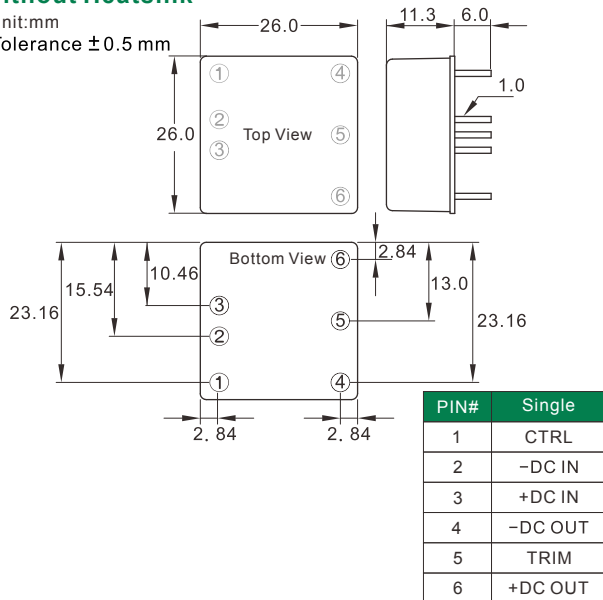 26.0
11.3
6.0
±0.5 mm
1
4
1.0
2
26.0
3
Top View
5
6
Bottom View
6
2.84
10.46
15.54
13.0
3
23.16
5
23.16
2
1
4
2.84
2.84
PIN# Single
1 CTRL
2 −DC IN
3 +DC IN
4 −DC OUT
5 TRIM
6 +DC OUT